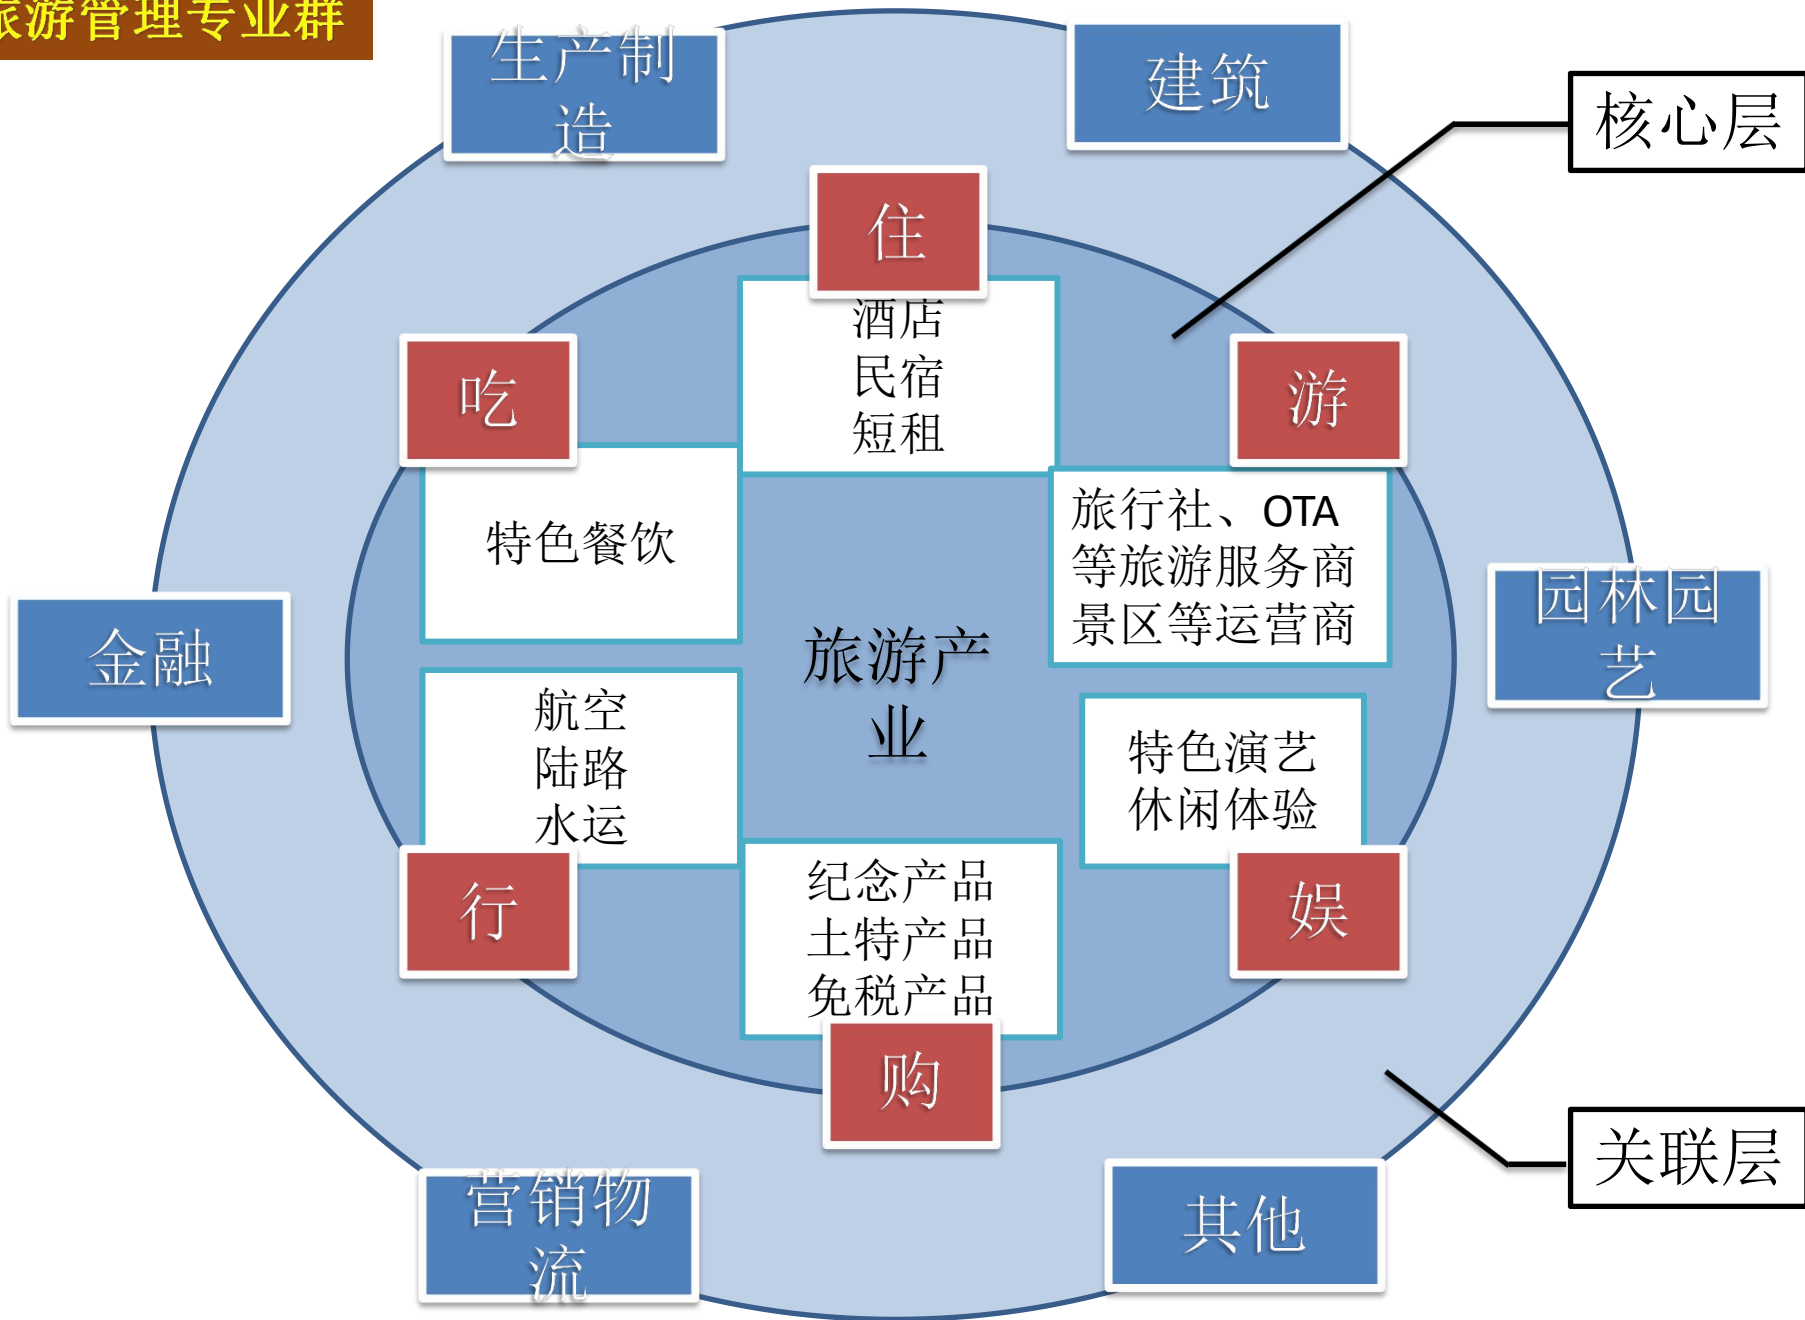 旅游管理专业群
生产制
造
建筑
核心层
住
酒店
民宿
短租
吃
特色餐饮
游
旅行社、OTA
等旅游服务商
景区等运营商
金融
旅游产
业
园林园
艺
航空
陆路
水运
行
特色演艺
休闲体验
娱
纪念产品
土特产品
免税产品
购
营销物
流
其他
关联层